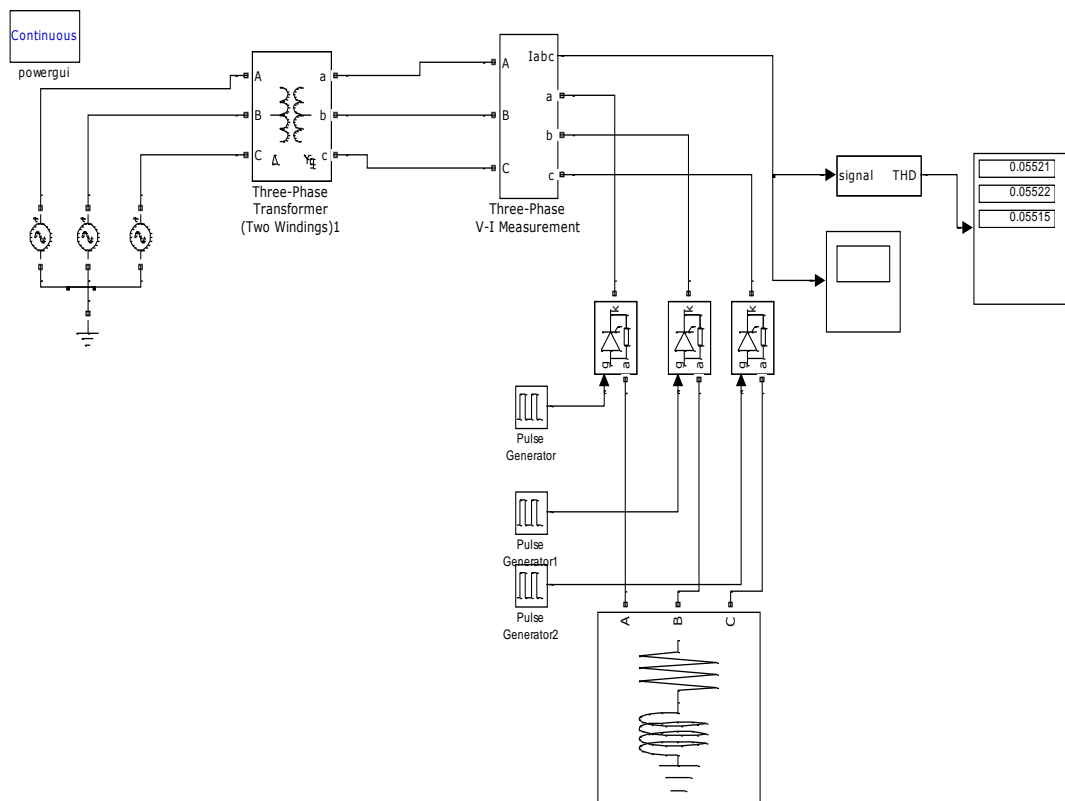 Continuous
powergui
A
B
C
a
b
c
Δ
Yg
Three-Phase
Transformer
(Two Windings)1
A
B
C
Iabc
a
b
c
Three-Phase
V-I Measurement
signal THD
0.05521
0.05522
0.05515
k
g a
k
g a
k
g a
Pulse
Generator
Pulse
Generator1
Pulse
Generator2
A B C